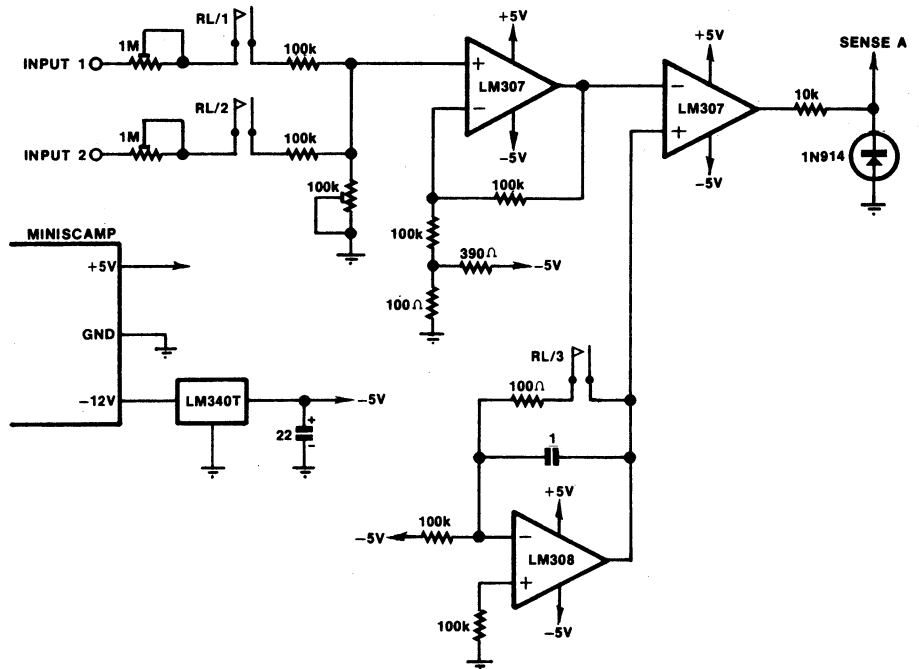 RL/1
+5V
+5V
SENSE A
1M
100k
INPUT 1
+
LM307
−
LM307
10k
RL/2
−
+
1M
100k
−5V
−5V
1N914
INPUT 2
100k
100k
MINISCAMP
100k
390Ω
−5V
+5V
100Ω
GND
RL/3
−12V
LM340T
−5V
100Ω
+
22
−
1
+5V
−5V
100k
−
LM308
+
100k
−5V